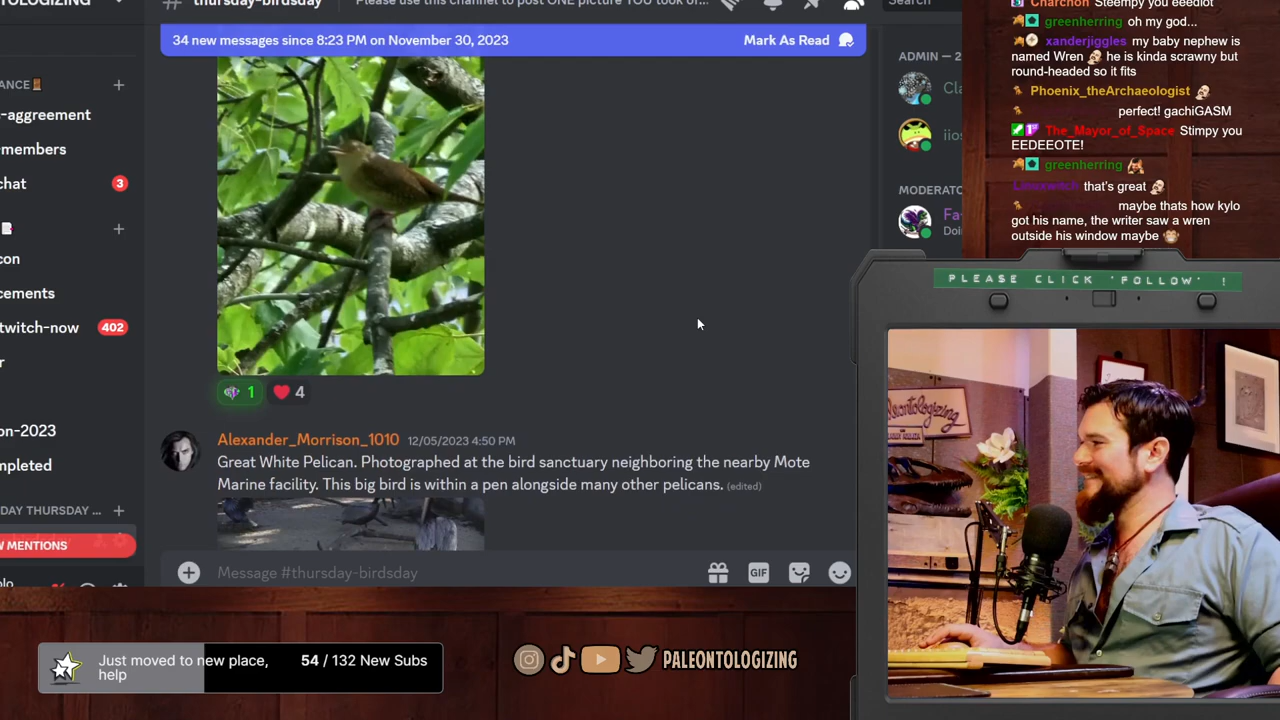 thursday-birdsday
Please use this channel to post ONE picture YOU took of...
Search
34 new messages since 8:23 PM on November 30, 2023
Mark As Read
ANCE
-aggreement
-members
chat
3
con
cements
twitch-now
402
r
on-2023
mpleted
DAY THURSDAY ...
W MENTIONS
1
4
Alexander_Morrison_1010 12/05/2023 4:50 PM
Great White Pelican. Photographed at the bird sanctuary neighboring the nearby Mote
Marine facility. This big bird is within a pen alongside many other pelicans. (edited)
Message #thursday-birdsday
GIF
ADMIN — 2
Cla
iios
MODERATO
Fa
Doi
Charchon Steempy you eeediot
greenherring oh my god...
xanderjiggles my baby nephew is
named Wren he is kinda scrawny but
round-headed so it fits
Phoenix_theArchaeologist
perfect! gachiGASM
The_Mayor_of_Space Stimpy you
EEDEEOTE!
greenherring
that's great
maybe thats how kylo
got his name, the writer saw a wren
outside his window maybe
PLEASE CLICK 'FOLLOW' !
Paleontologizing
Just moved to new place,
help
54 / 132 New Subs
PALEONTOLOGIZING